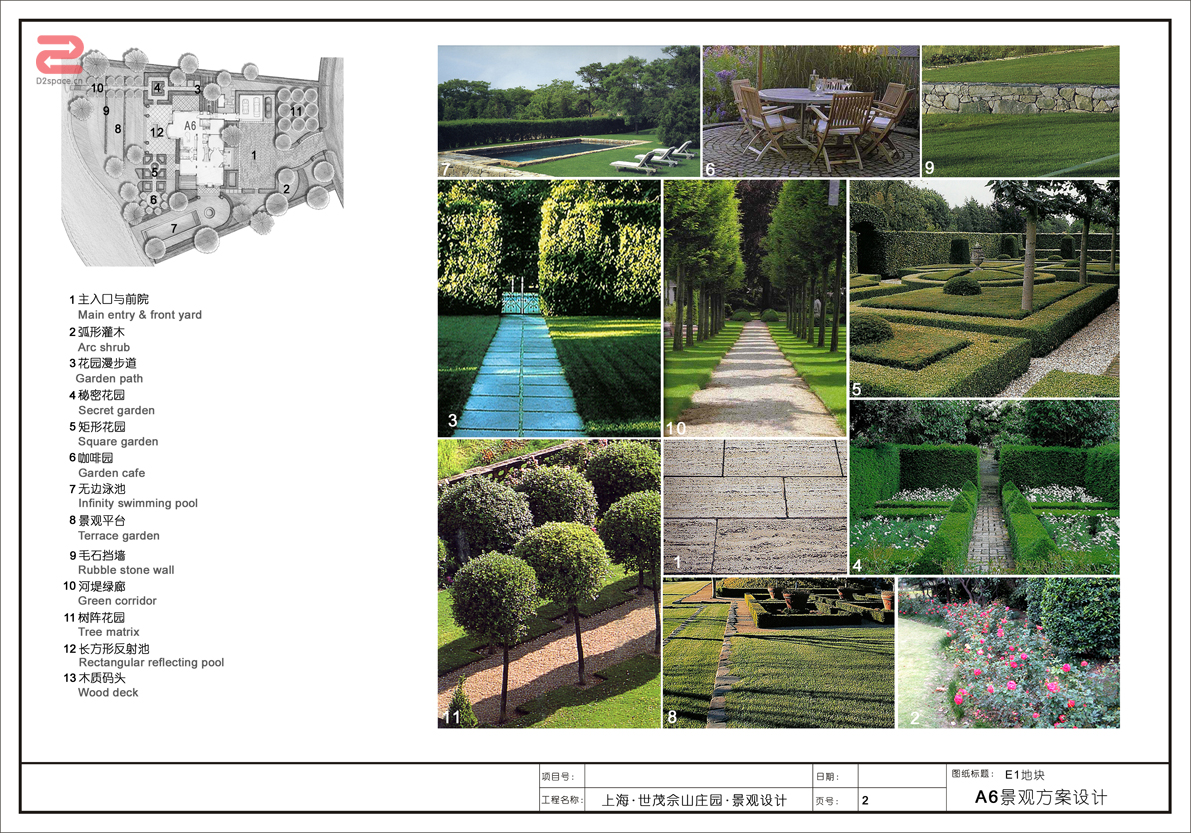 D2space.cn
10
4
3
9
11
8
12
A6
1
5
2
6
7
1 主入口与前院
Main entry & front yard
2 弧形灌木
Arc shrub
3 花园漫步道
Garden path
4 秘密花园
Secret garden
5 矩形花园
Square garden
6 咖啡园
Garden cafe
7 无边泳池
Infinity swimming pool
8 景观平台
Terrace garden
9 毛石挡墙
Rubble stone wall
10 河堤绿廊
Green corridor
11 树阵花园
Tree matrix
12 长方形反射池
Rectangular reflecting pool
13 木质码头
Wood deck
7
6
9
3
10
5
1
4
11
8
2
项目号:
日期:
图纸标题: E1地块
工程名称:
上海·世茂佘山庄园·景观设计
页号:
2
A6景观方案设计